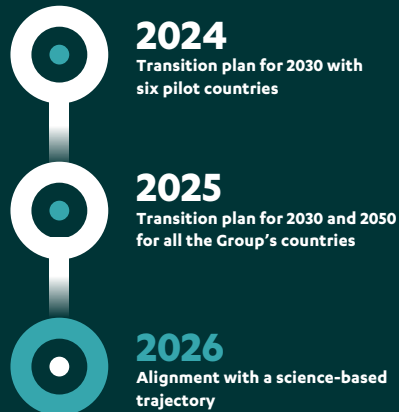 2024
Transition plan for 2030 with
six pilot countries
2025
Transition plan for 2030 and 2050
for all the Group’s countries
2026
Alignment with a science-based
trajectory